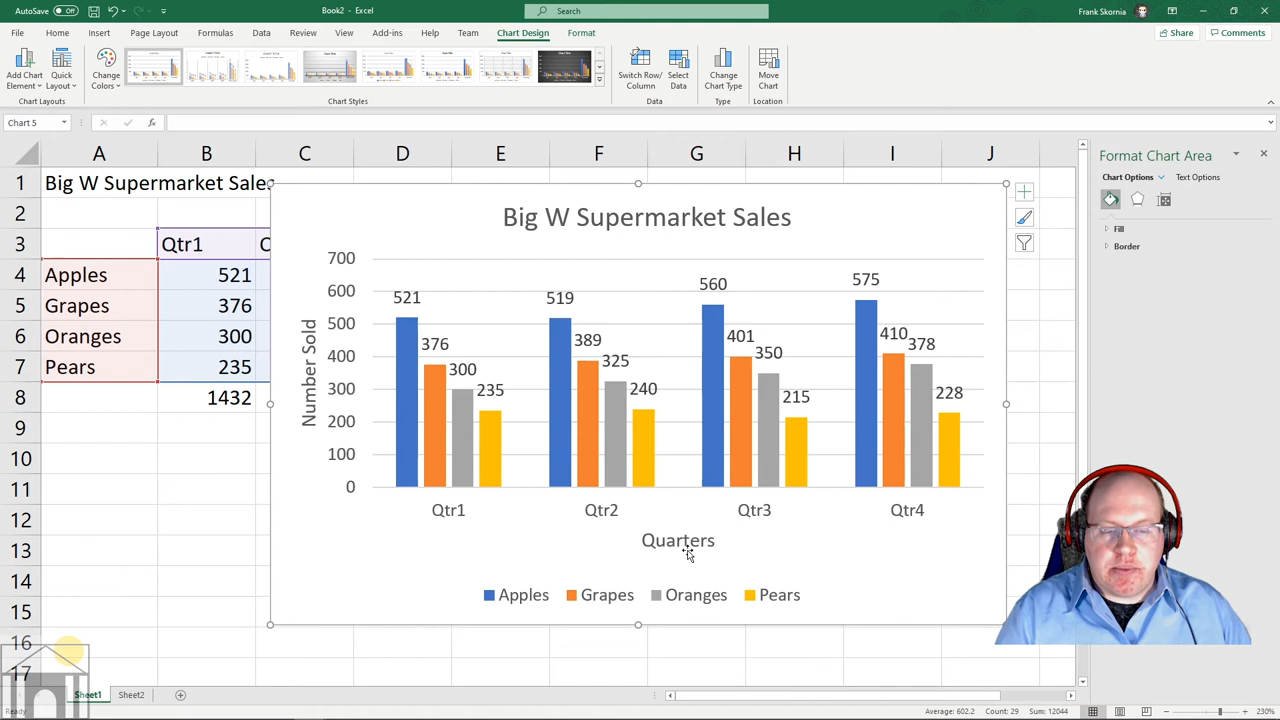 AutoSave Off
Book2 - Excel
Search
Frank Skornia
File Home Insert Page Layout Formulas Data Review View Add-ins Help Team Chart Design Format
Share Comments
Add Chart Element
Quick Layout
Change Colors
Switch Row/ Column
Select Data
Change Chart Type
Move Chart
Chart Layouts Chart Styles Data Type Location
Chart 5 fx
A B C D E F G H I J
1 Big W Supermarket Sales
2
3 Qtr1
4 Apples 521
5 Grapes 376
6 Oranges 300
7 Pears 235
8 1432
9
10
11
12
13
14
15
16
17
Big W Supermarket Sales
Number Sold
700
600
500
400
300
200
100
0
521 376 300 235
519 389 325 240
560 401 350 215
575 410 378 228
Qtr1 Qtr2 Qtr3 Qtr4
Quarters
Apples Grapes Oranges Pears
Format Chart Area
Chart Options Text Options
Fill
Border
Sheet1 Sheet2
Ready
Average: 602.2 Count: 29 Sum: 12044 230%